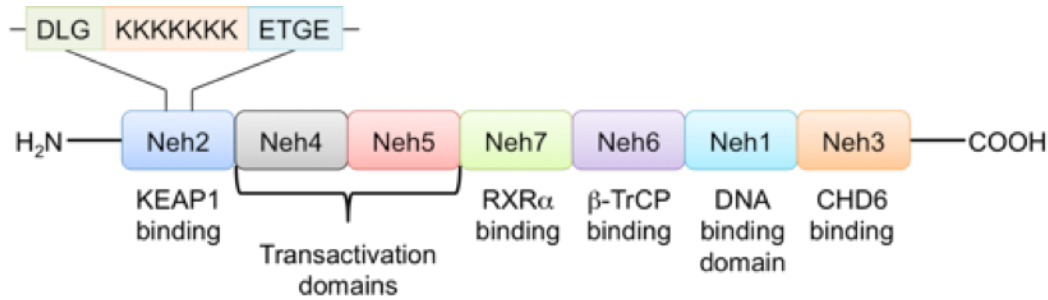 DLG KKKKKKK ETGE
H₂N Neh2 Neh4 Neh5 Neh7 Neh6 Neh1 Neh3 COOH
KEAP1
binding
Transactivation
domains
RXRα
binding
β-TrCP
binding
DNA
binding
domain
CHD6
binding